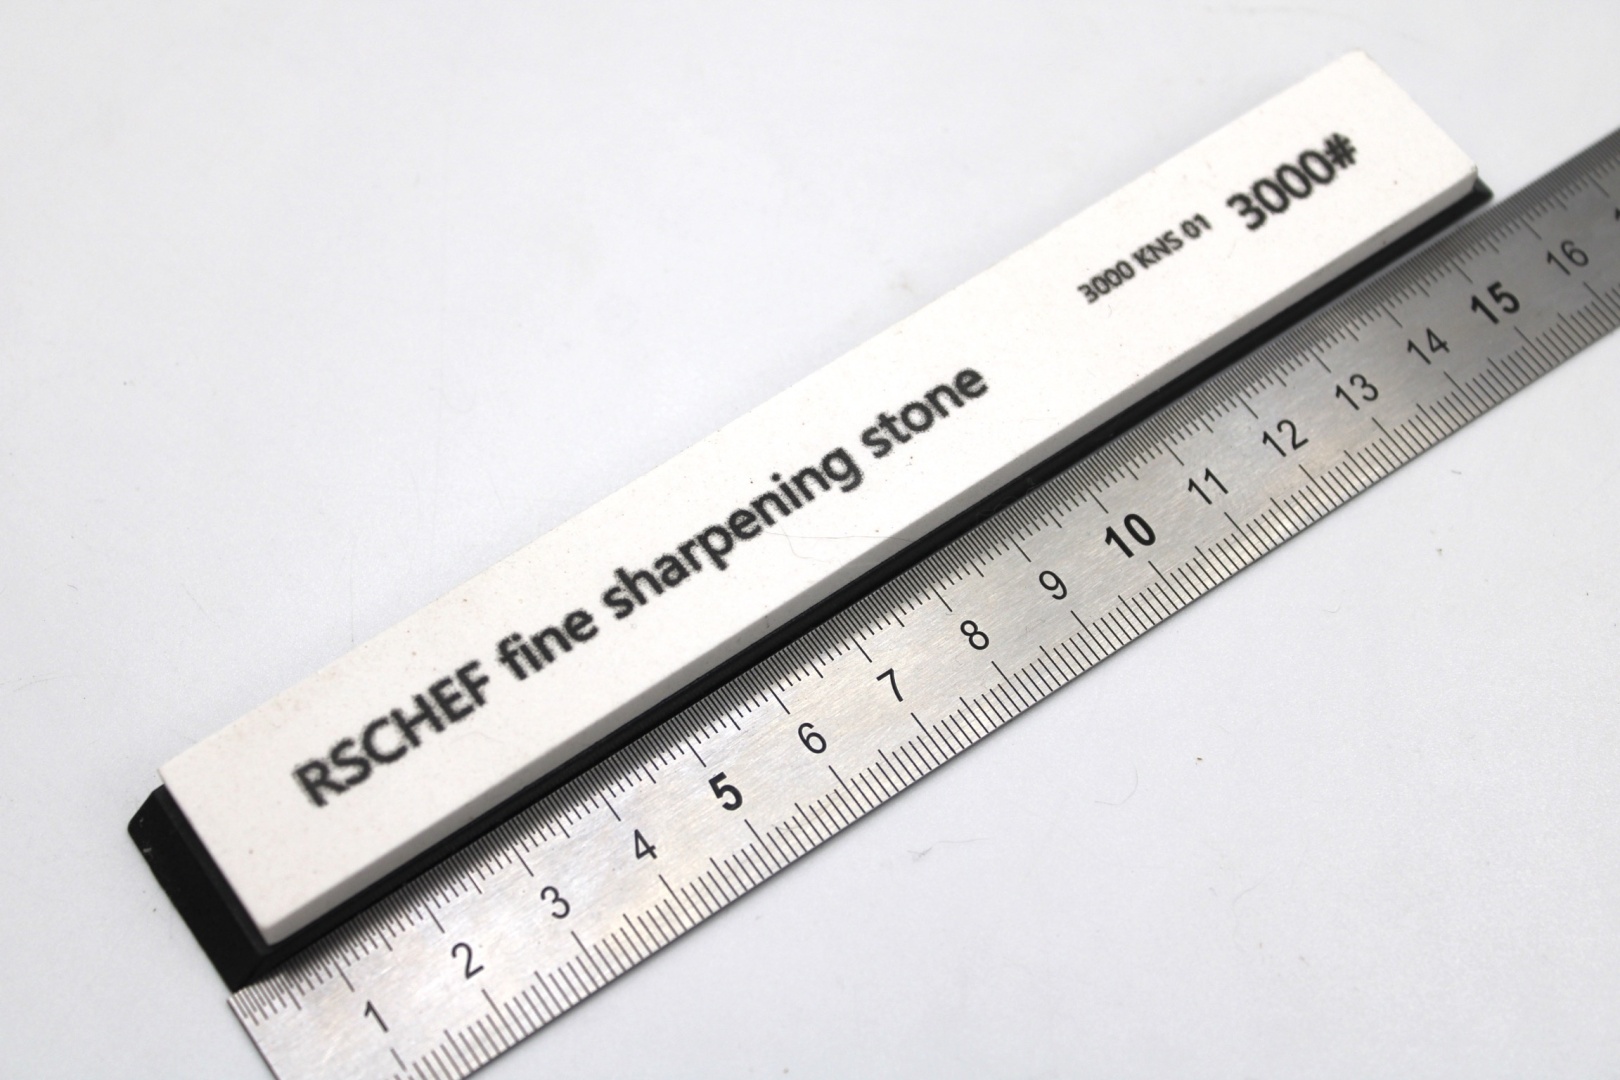 RSCHEF fine sharpening stone 3000 KNS 01 3000#
1 2 3 4 5 6 7 8 9 10 11 12 13 14 15 16